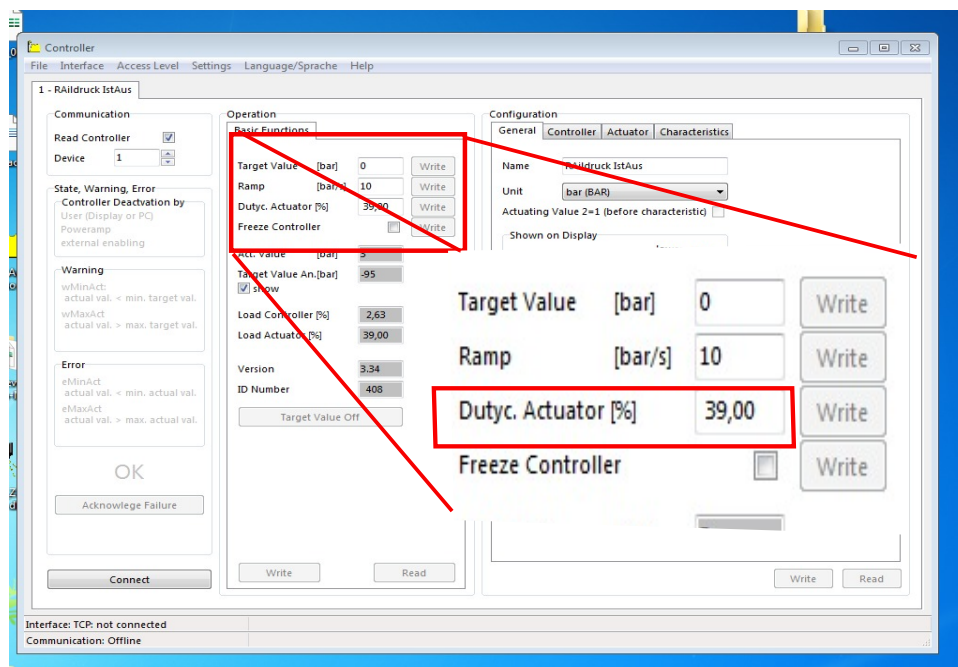 Controller
File Interface Access Level Settings Language/Sprache Help
1 - RAildruck IstAus
Communication
Read Controller
Device 1
State, Warning, Error
Controller Deactvation by
User (Display or PC)
Poweramp
external enabling
Warning
wMinAct:
actual val. < min. target val.
wMaxAct
actual val. > max. target val.
Error
eMinAct
actual val. < min. actual val.
eMaxAct
actual val. > max. actual val.
OK
Acknowlege Failure
Connect
Operation
Basic Functions
Target Value [bar] 0 Write
Ramp [bar/s] 10 Write
Dutyc. Actuator [%] 39,00 Write
Freeze Controller Write
Act. Value [bar] 5
Target Value An.[bar] -95
show
Load Controller [%] 2,63
Load Actuator [%] 39,00
Version 3.34
ID Number 408
Target Value Off
Write Read
Configuration
General Controller Actuator Characteristics
Name RAildruck IstAus
Unit bar (BAR)
Actuating Value 2=1 (before characteristic)
Shown on Display
Target Value [bar] 0 Write
Ramp [bar/s] 10 Write
Dutyc. Actuator [%] 39,00 Write
Freeze Controller Write
Write Read
Interface: TCP: not connected
Communication: Offline